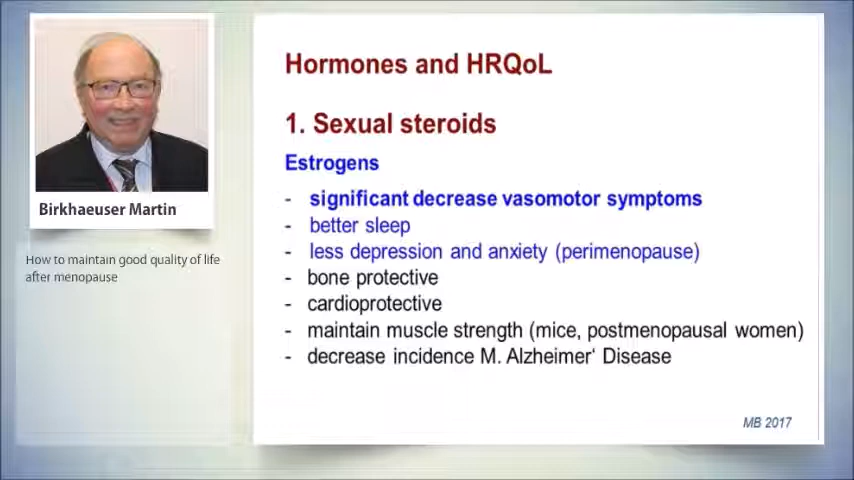 Hormones and HRQoL
1. Sexual steroids
Estrogens
- significant decrease vasomotor symptoms
- better sleep
- less depression and anxiety (perimenopause)
- bone protective
- cardioprotective
- maintain muscle strength (mice, postmenopausal women)
- decrease incidence M. Alzheimer‘ Disease
MB 2017
Birkhaeuser Martin
How to maintain good quality of life
after menopause